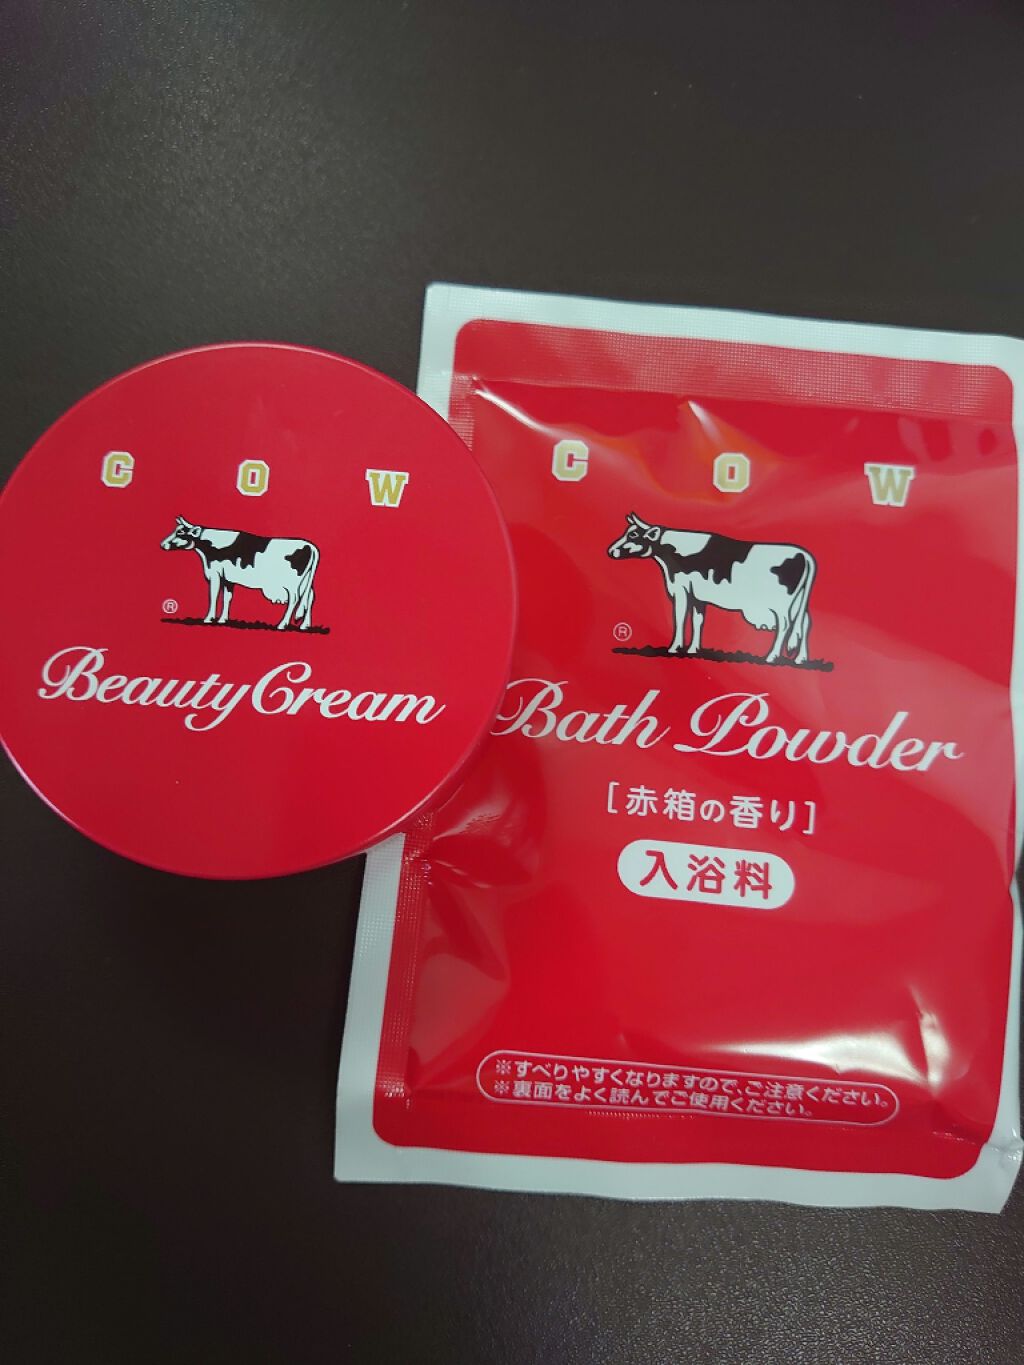 COW
®
Beauty Cream
COW
®
Bath Powder
[赤箱の香り]
入浴料
※すべりやすくなりますので、ご注意ください。
※裏面をよく読んでご使用ください。